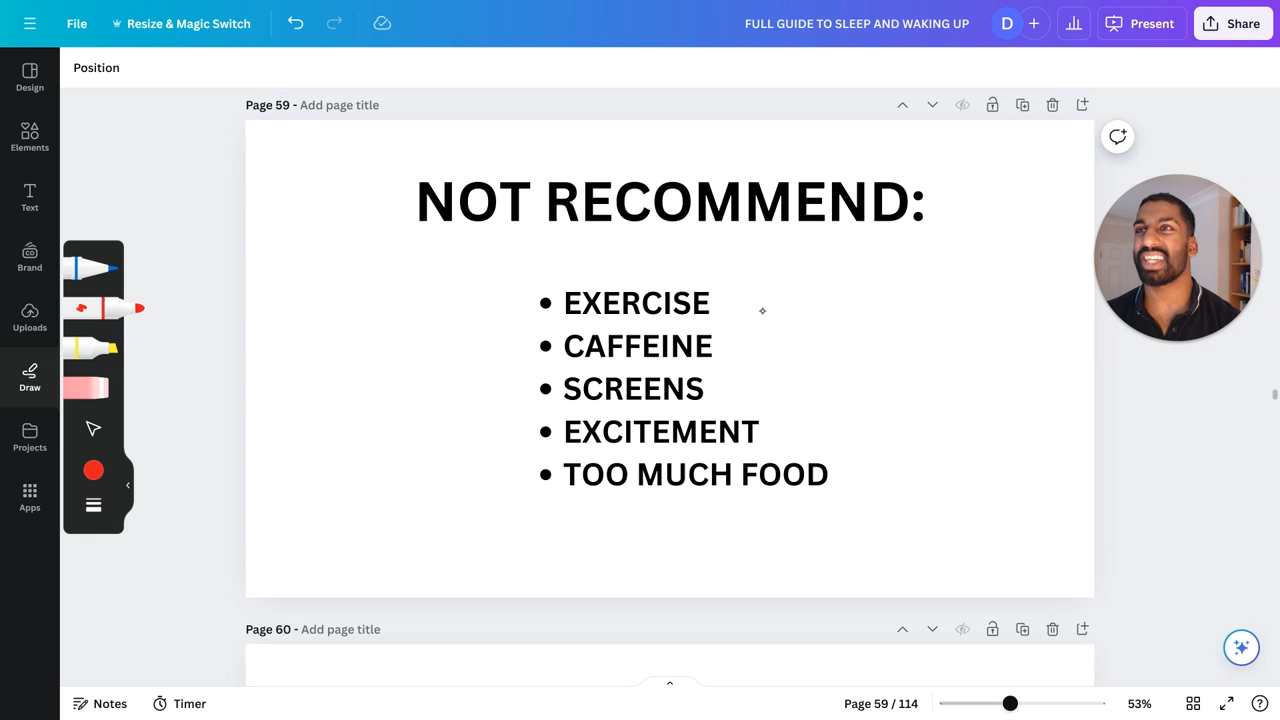 File
Resize & Magic Switch
FULL GUIDE TO SLEEP AND WAKING UP
D
Present
Share
Position
Design
Elements
Text
Brand
Uploads
Draw
Projects
Apps
Page 59 - Add page title
NOT RECOMMEND:
• EXERCISE
• CAFFEINE
• SCREENS
• EXCITEMENT
• TOO MUCH FOOD
Page 60 - Add page title
Notes
Timer
Page 59 / 114
53%